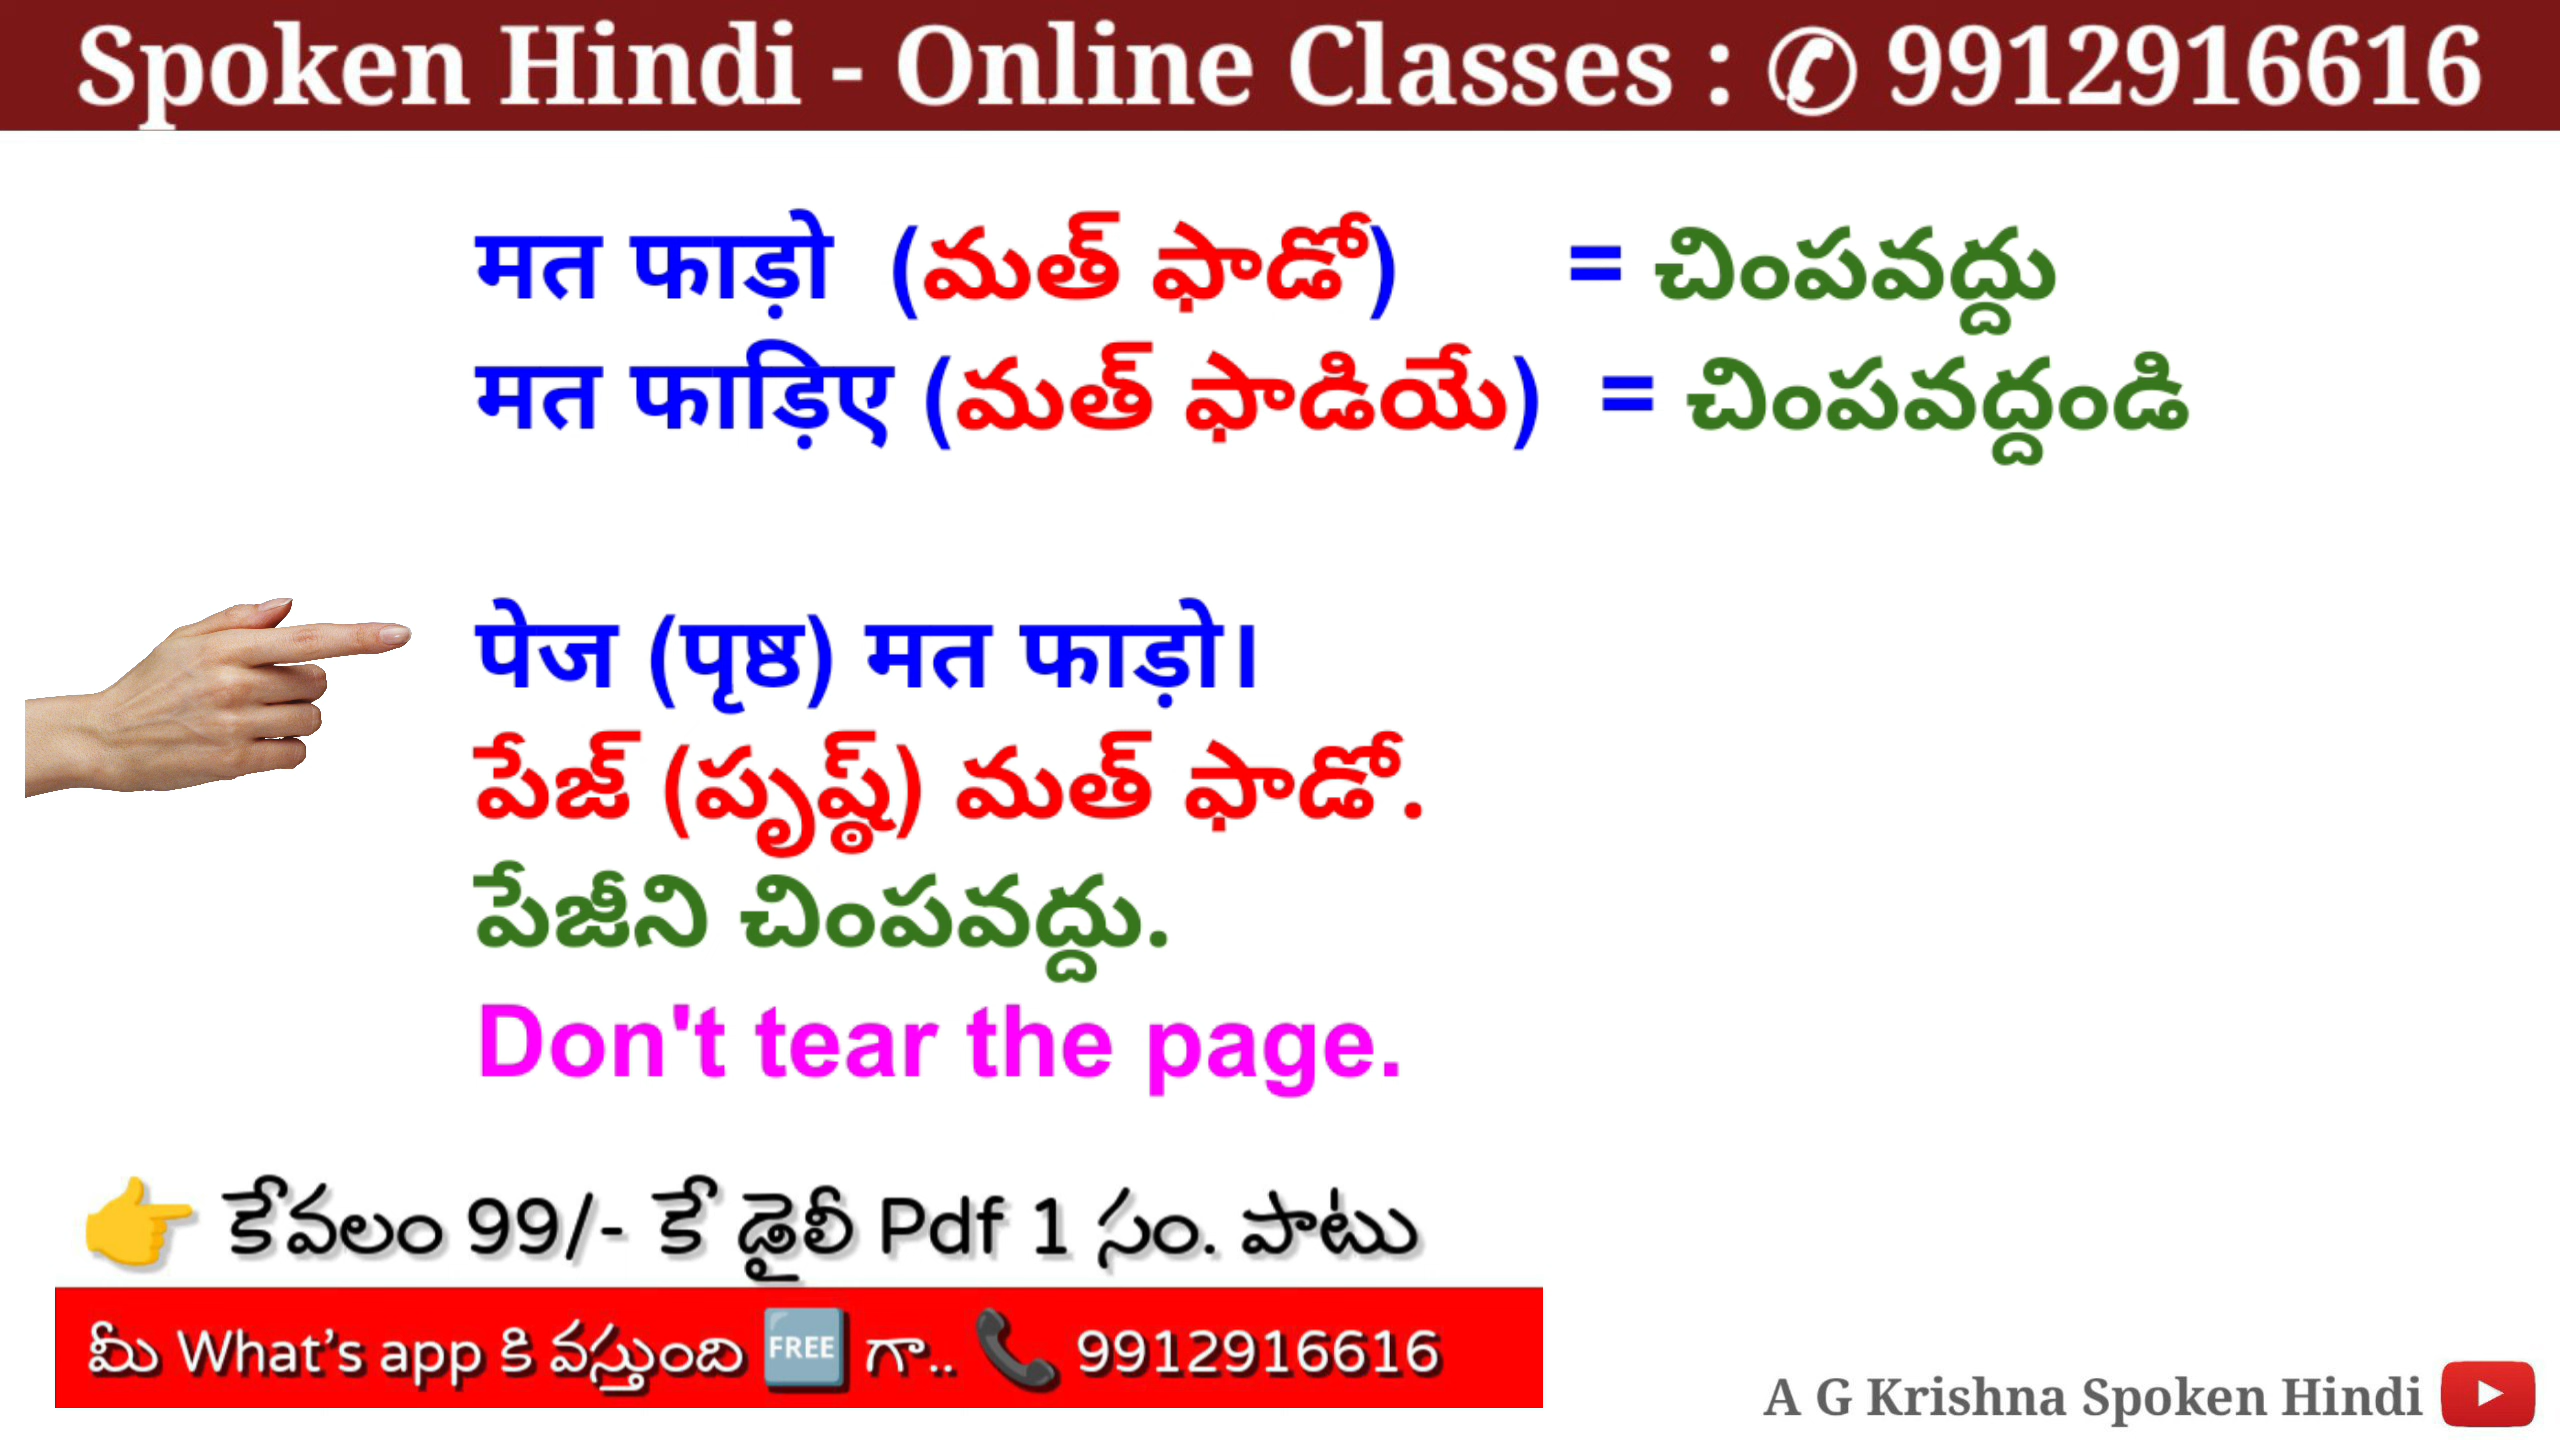 Spoken Hindi - Online Classes : ✆ 9912916616
मत फाड़ो (మత్ ఫాడో) = చింపవద్దు
मत फाड़िए (మత్ ఫాడియే) = చింపవద్దండి
पेज (पृष्ठ) मत फाड़ो।
పేజ్ (పృష్ఠ్) మత్ ఫాడో.
పేజీని చింపవద్దు.
Don't tear the page.
👉 కేవలం 99/- కే డైలీ Pdf 1 సం. పాటు
మీ What's app కి వస్తుంది FREE గా.. 📞 9912916616
A G Krishna Spoken Hindi